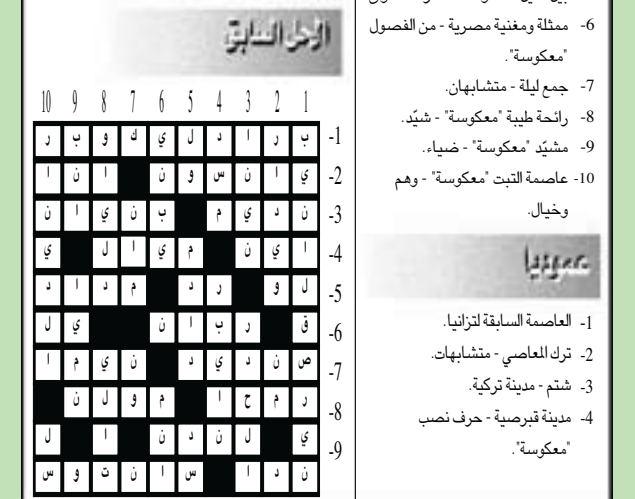 6- ممثلة ومغنية مصرية - من الفصول
"معكوسة".
7- جمع ليلة - متشابهان.
8- رائحة طيبة "معكوسة" - شيّد.
9- مشيّد "معكوسة" - ضياء.
10- عاصمة التبت "معكوسة" - وهم
وخيال.
عموديا
1- العاصمة السابقة لتزانيا.
2- ترك المعاصي - متشابهات.
3- شتم - مدينة تركية.
4- مدينة قبرصية - حرف نصب
"معكوسة".
الحل السابق
1 2 3 4 5 6 7 8 9 10
1- ب ر ا د ل ي ك و ب ر
2- ي ا ن س و ن ا ن ا
3- ن د ي م ب ن ي ا ن
4- ا ي ن م ي ا ل ي
5- ل و ر د م د ا د
6- ق ر ب ا ن ي ل
7- ص ن د ي د ن ي م ا
8- ر م ح ا م و ل ن
9- ي ل ن د ن ا ل
ن د ا س ا ن ت و س